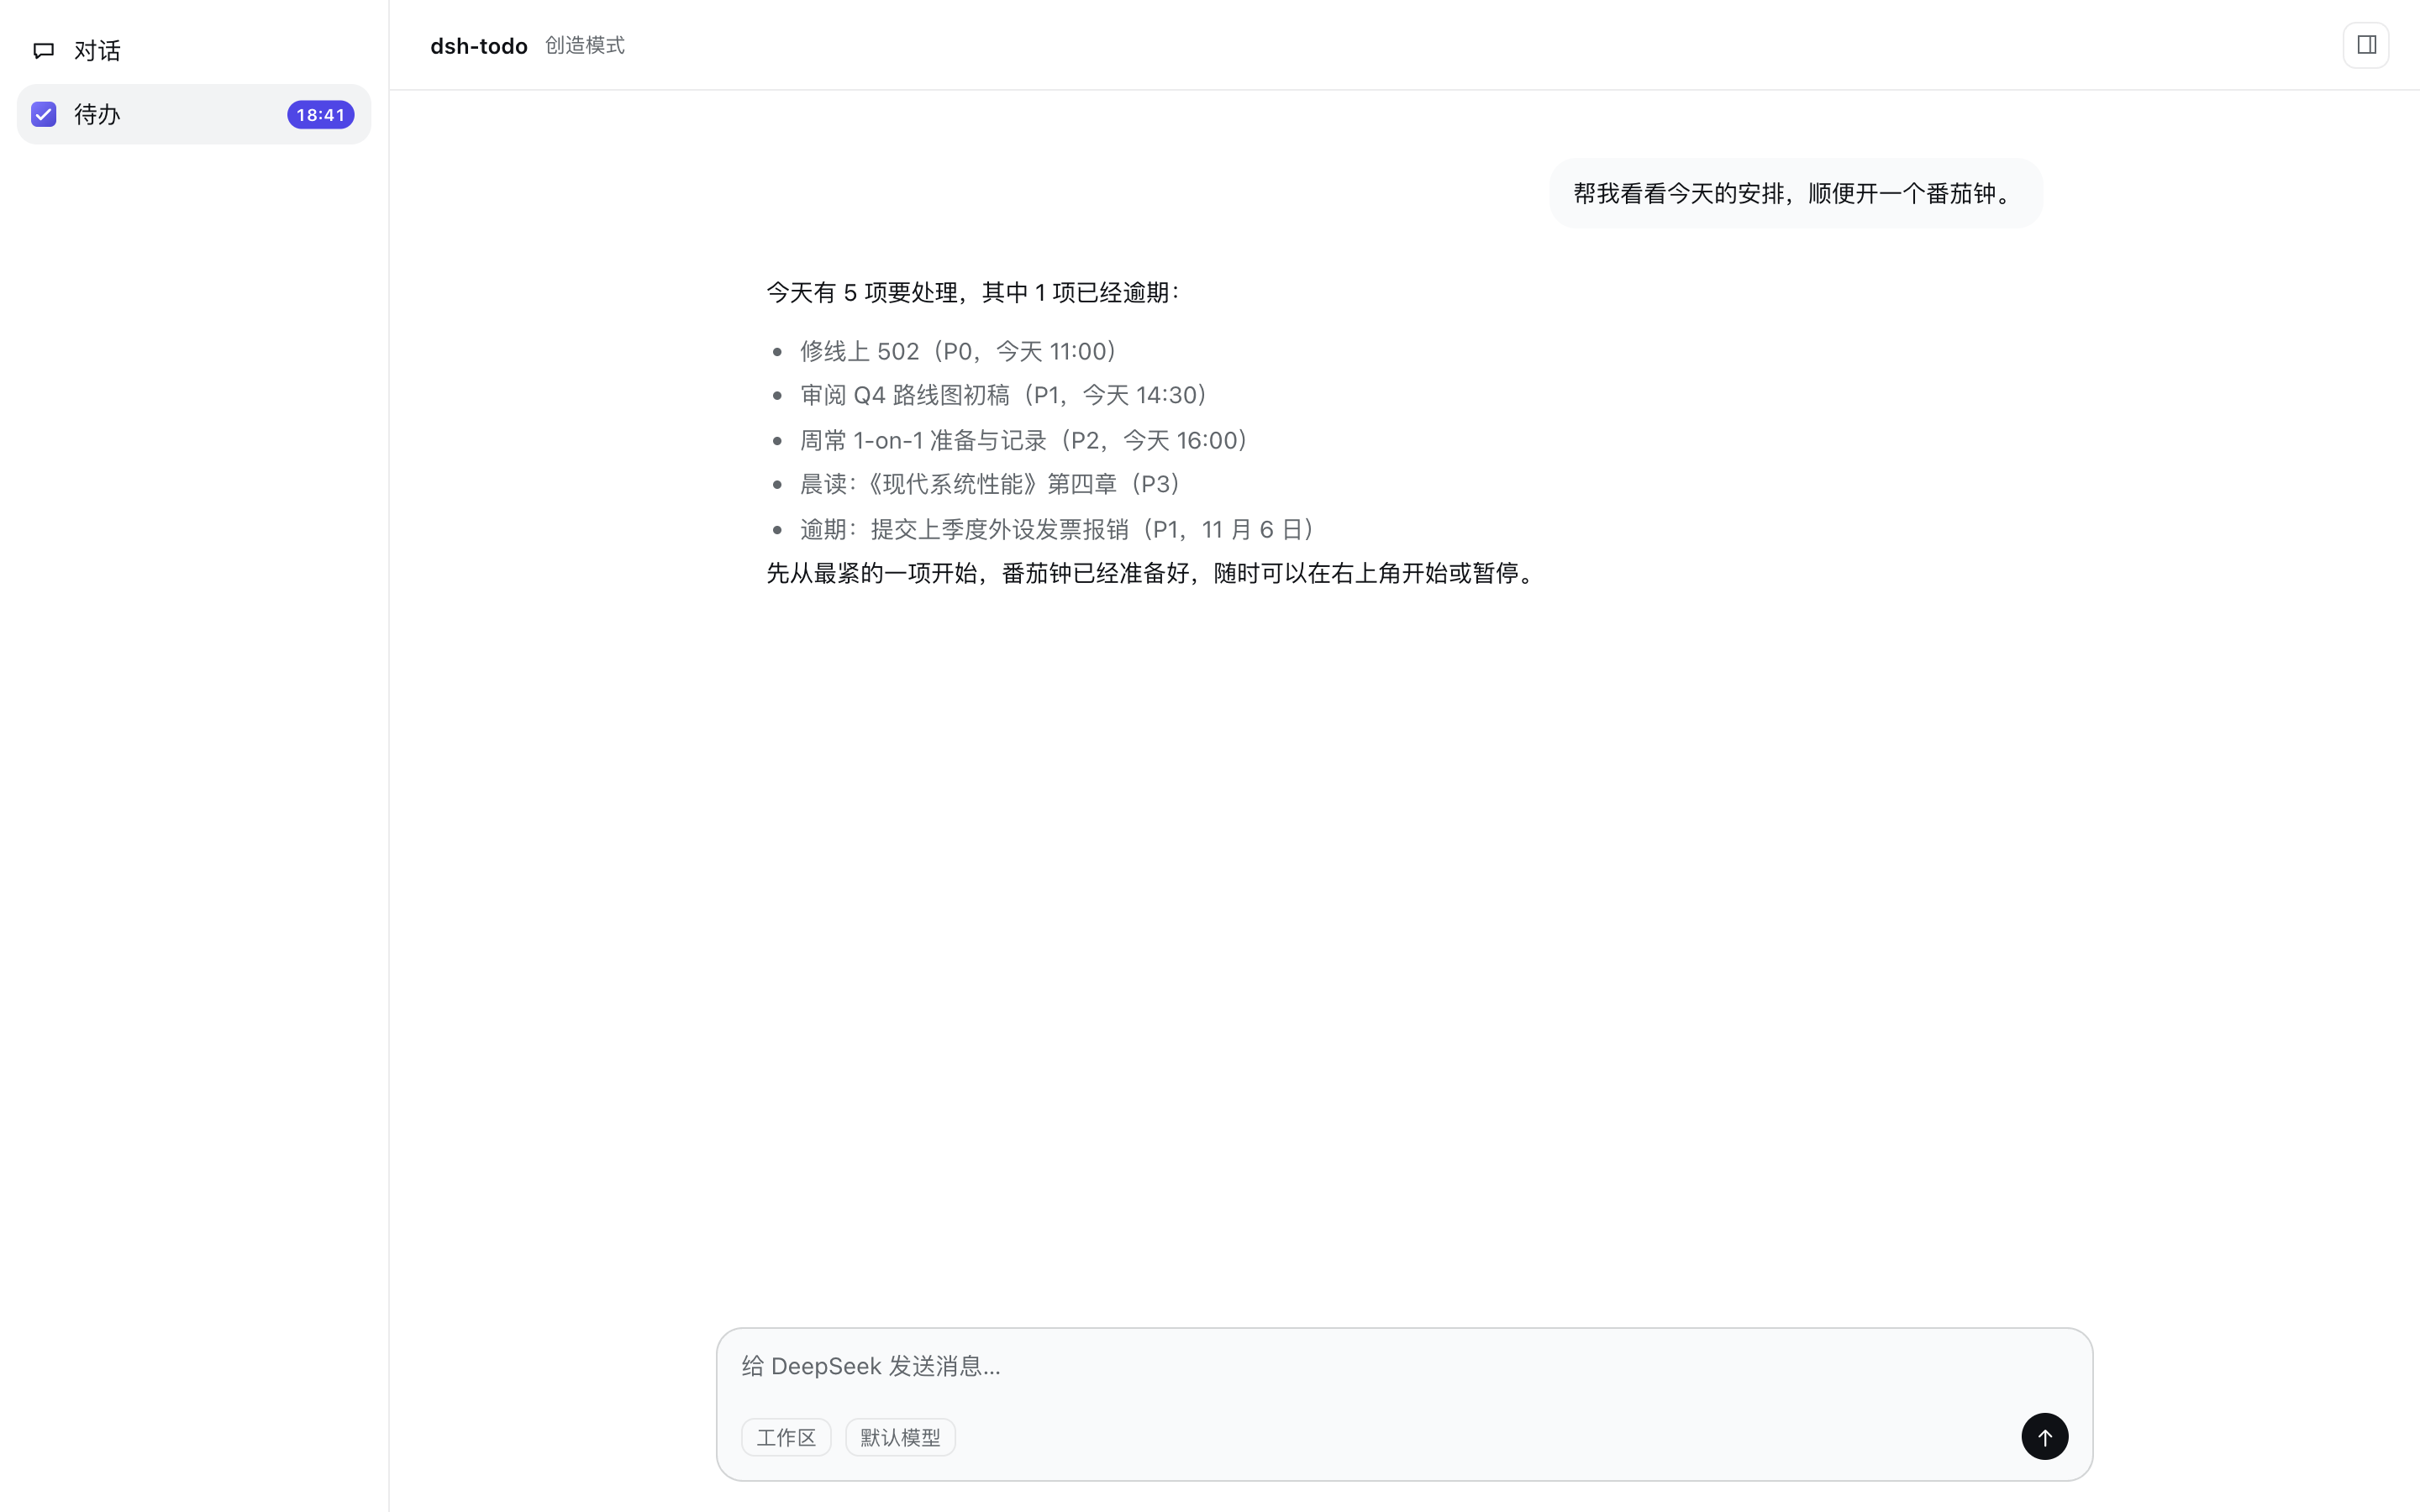 对话
待办
18:41
dsh-todo 创造模式
帮我看看今天的安排，顺便开一个番茄钟。
今天有 5 项要处理，其中 1 项已经逾期：
修线上 502（P0，今天 11:00）
审阅 Q4 路线图初稿（P1，今天 14:30）
周常 1-on-1 准备与记录（P2，今天 16:00）
晨读：《现代系统性能》第四章（P3）
逾期：提交上季度外设发票报销（P1，11 月 6 日）
先从最紧的一项开始，番茄钟已经准备好，随时可以在右上角开始或暂停。
给 DeepSeek 发送消息...
工作区
默认模型